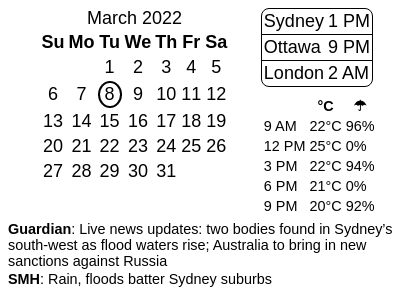 March 2022
Su Mo Tu We Th Fr Sa
1 2 3 4 5
6 7 8 9 10 11 12
13 14 15 16 17 18 19
20 21 22 23 24 25 26
27 28 29 30 31
Sydney 1 PM
Ottawa 9 PM
London 2 AM
°C ☂
9 AM 22°C 96%
12 PM 25°C 0%
3 PM 22°C 94%
6 PM 21°C 0%
9 PM 20°C 92%
Guardian: Live news updates: two bodies found in Sydney’s
south-west as flood waters rise; Australia to bring in new
sanctions against Russia
SMH: Rain, floods batter Sydney suburbs